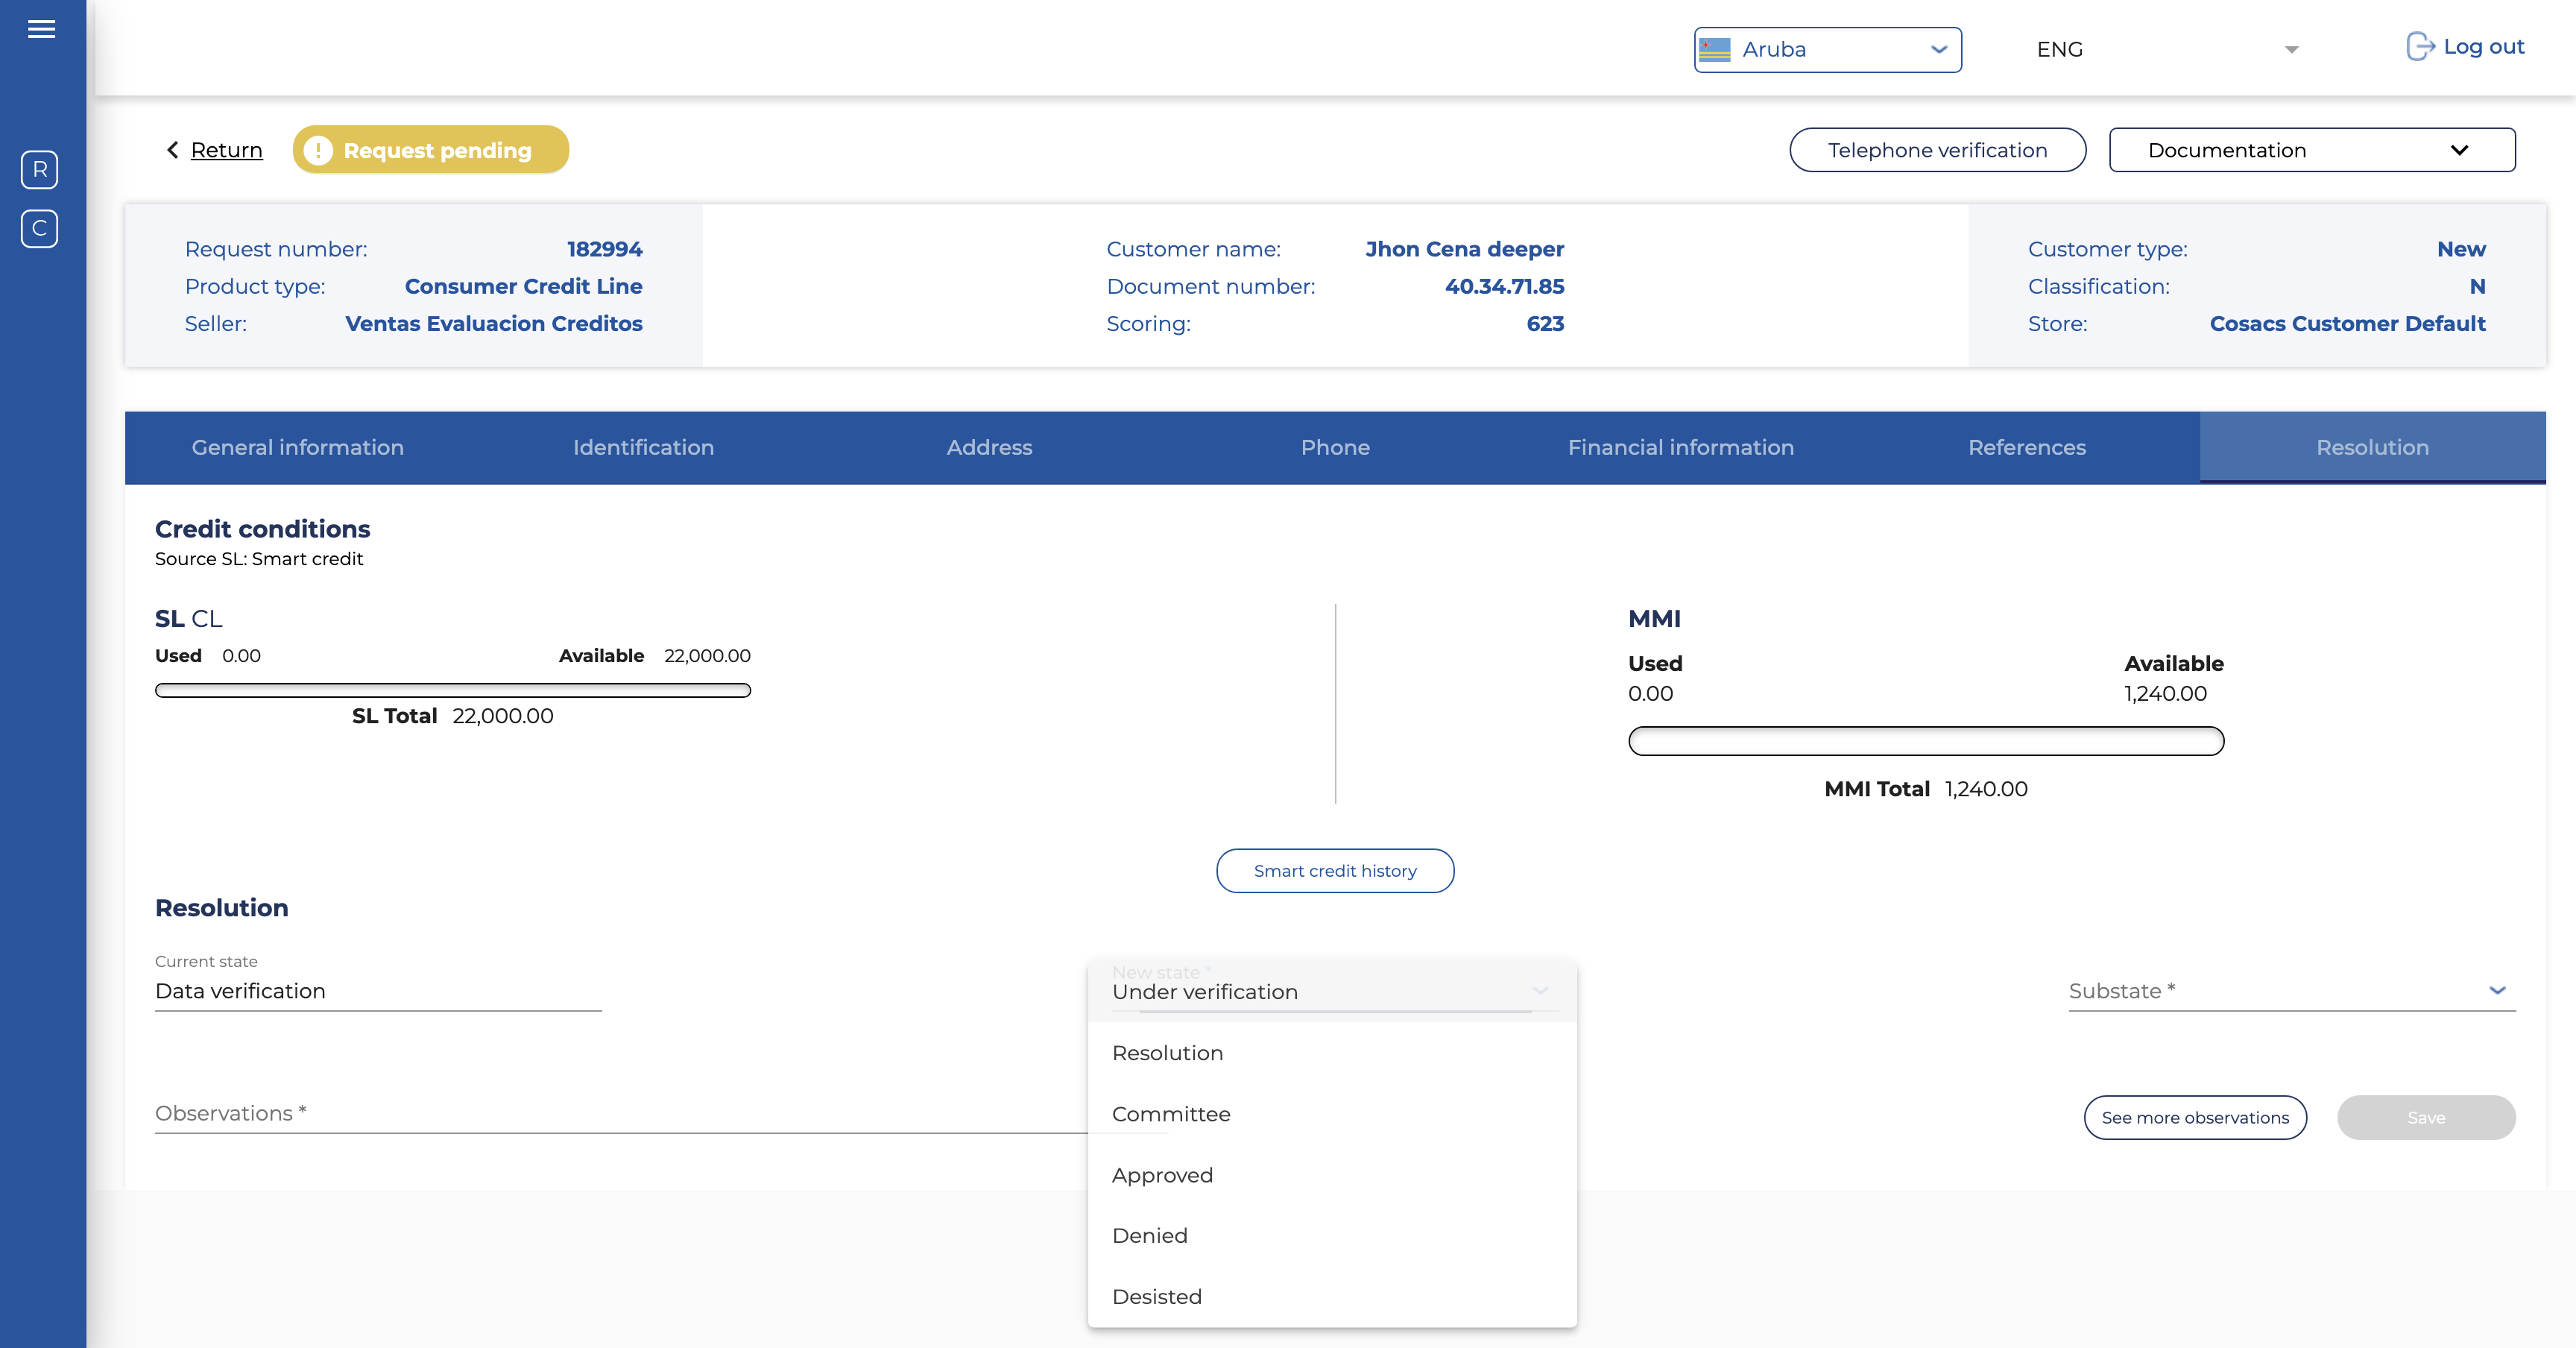 Aruba
ENG
Log out
R
C
Return
Request pending
Telephone verification
Documentation
Request number: 182994
Product type: Consumer Credit Line
Seller: Ventas Evaluacion Creditos
Customer name: Jhon Cena deeper
Document number: 40.34.71.85
Scoring: 623
Customer type: New
Classification: N
Store: Cosacs Customer Default
General information
Identification
Address
Phone
Financial information
References
Resolution
Credit conditions
Source SL: Smart credit
SL CL
Used 0.00 Available 22,000.00
SL Total 22,000.00
MMI
Used Available
0.00 1,240.00
MMI Total 1,240.00
Smart credit history
Resolution
Current state
Data verification
New state *
Under verification
Resolution
Committee
Approved
Denied
Desisted
Substate *
Observations *
See more observations
Save